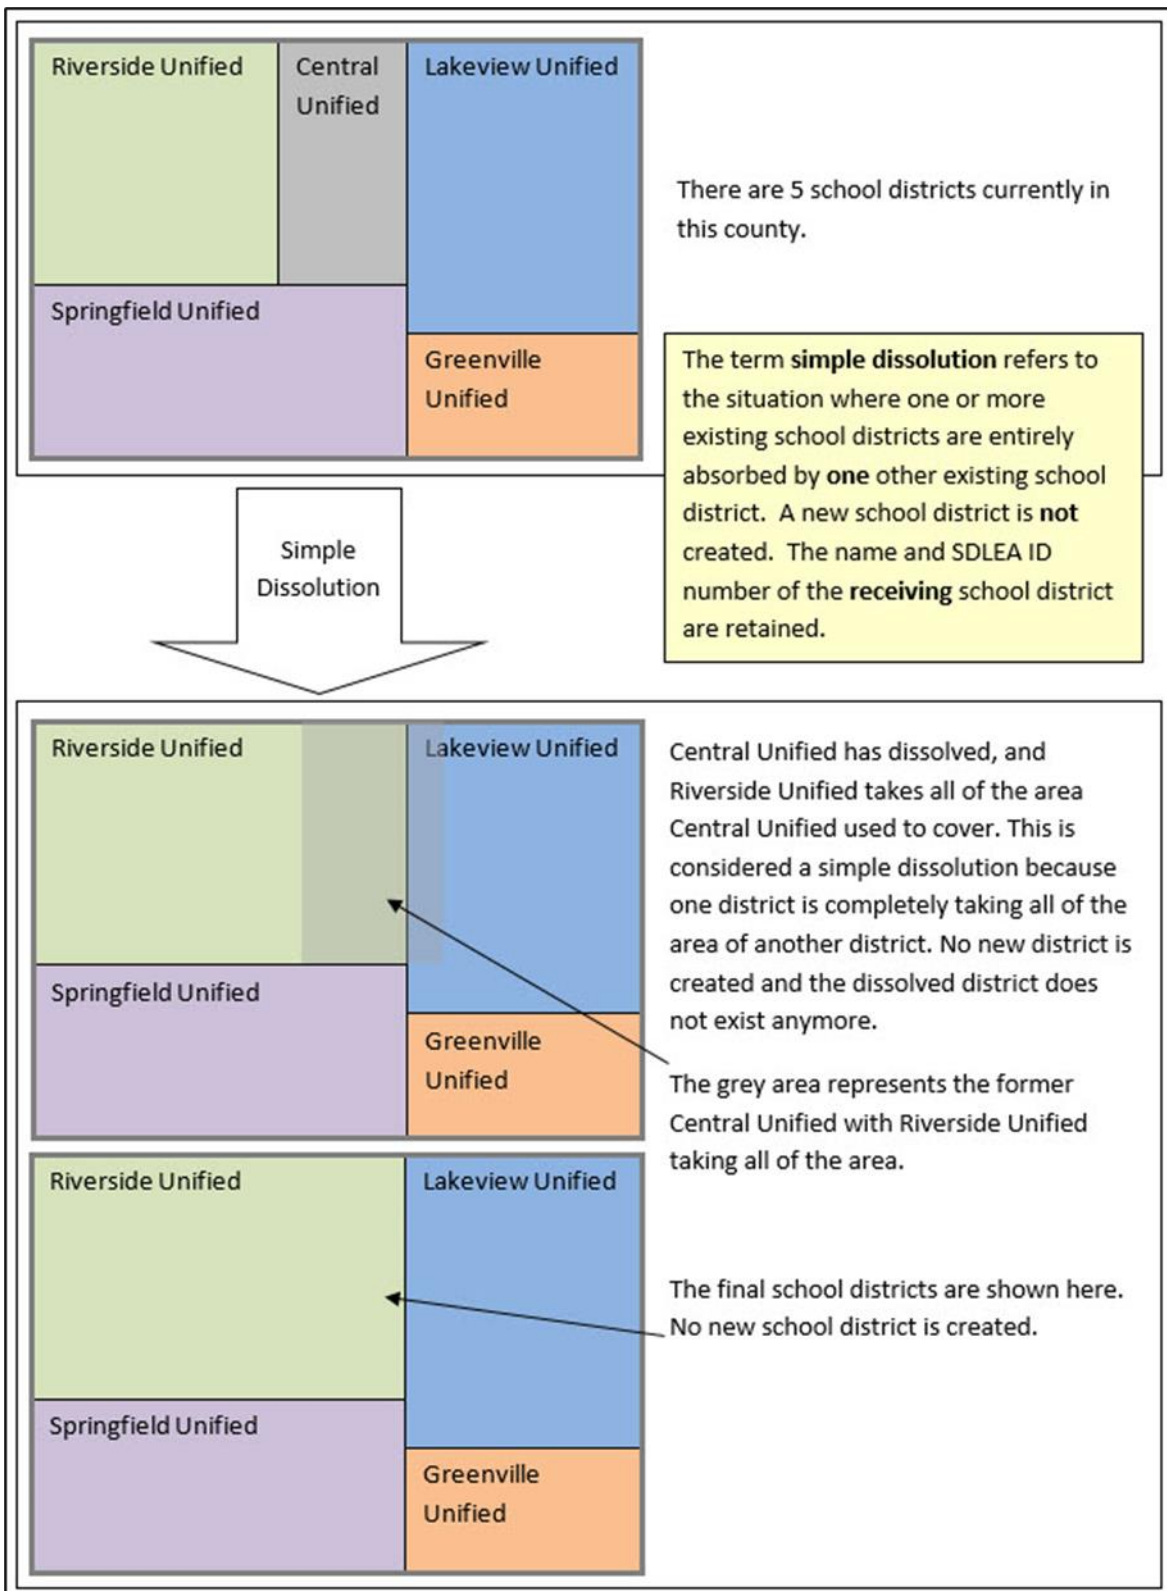 Riverside Unified
Central
Unified
Lakeview Unified
Springfield Unified
Greenville
Unified
There are 5 school districts currently in
this county.
The term simple dissolution refers to
the situation where one or more
existing school districts are entirely
absorbed by one other existing school
district.  A new school district is not
created.  The name and SDLEA ID
number of the receiving school district
are retained.
Simple
Dissolution
Riverside Unified
Lakeview Unified
Springfield Unified
Greenville
Unified
Central Unified has dissolved, and
Riverside Unified takes all of the area
Central Unified used to cover. This is
considered a simple dissolution because
one district is completely taking all of the
area of another district. No new district is
created and the dissolved district does
not exist anymore.
The grey area represents the former
Central Unified with Riverside Unified
taking all of the area.
Riverside Unified
Lakeview Unified
Springfield Unified
Greenville
Unified
The final school districts are shown here.
No new school district is created.